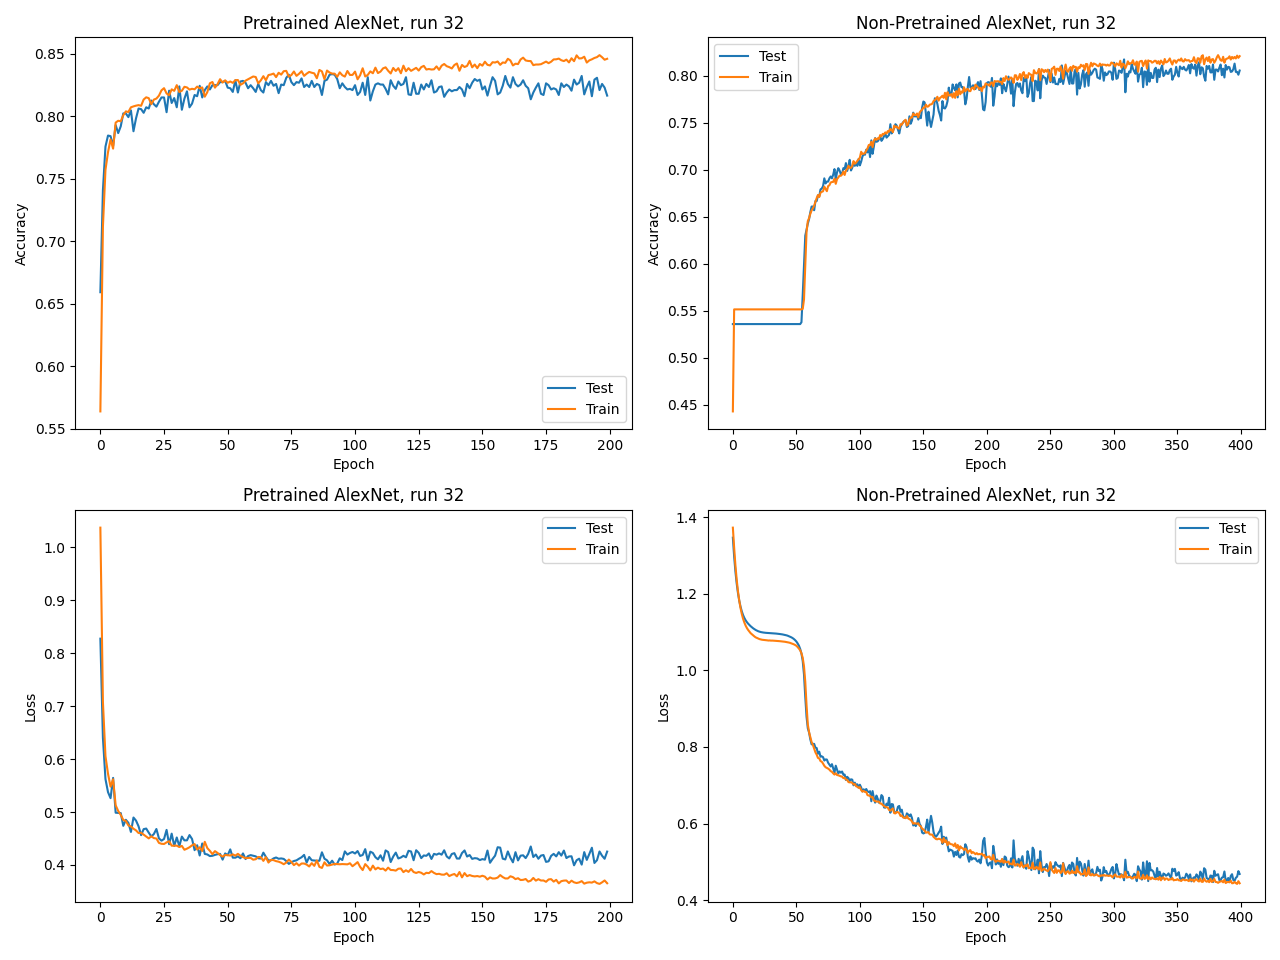 Pretrained AlexNet, run 32
0.85
0.80
0.75
0.70
0.65
0.60
0.55
Accuracy
0 25 50 75 100 125 150 175 200
Epoch
Test
Train
Non-Pretrained AlexNet, run 32
Test
Train
0.80
0.75
0.70
0.65
0.60
0.55
0.50
0.45
Accuracy
0 50 100 150 200 250 300 350 400
Epoch
Pretrained AlexNet, run 32
Test
Train
1.0
0.9
0.8
0.7
0.6
0.5
0.4
Loss
0 25 50 75 100 125 150 175 200
Epoch
Non-Pretrained AlexNet, run 32
Test
Train
1.4
1.2
1.0
0.8
0.6
0.4
Loss
0 50 100 150 200 250 300 350 400
Epoch